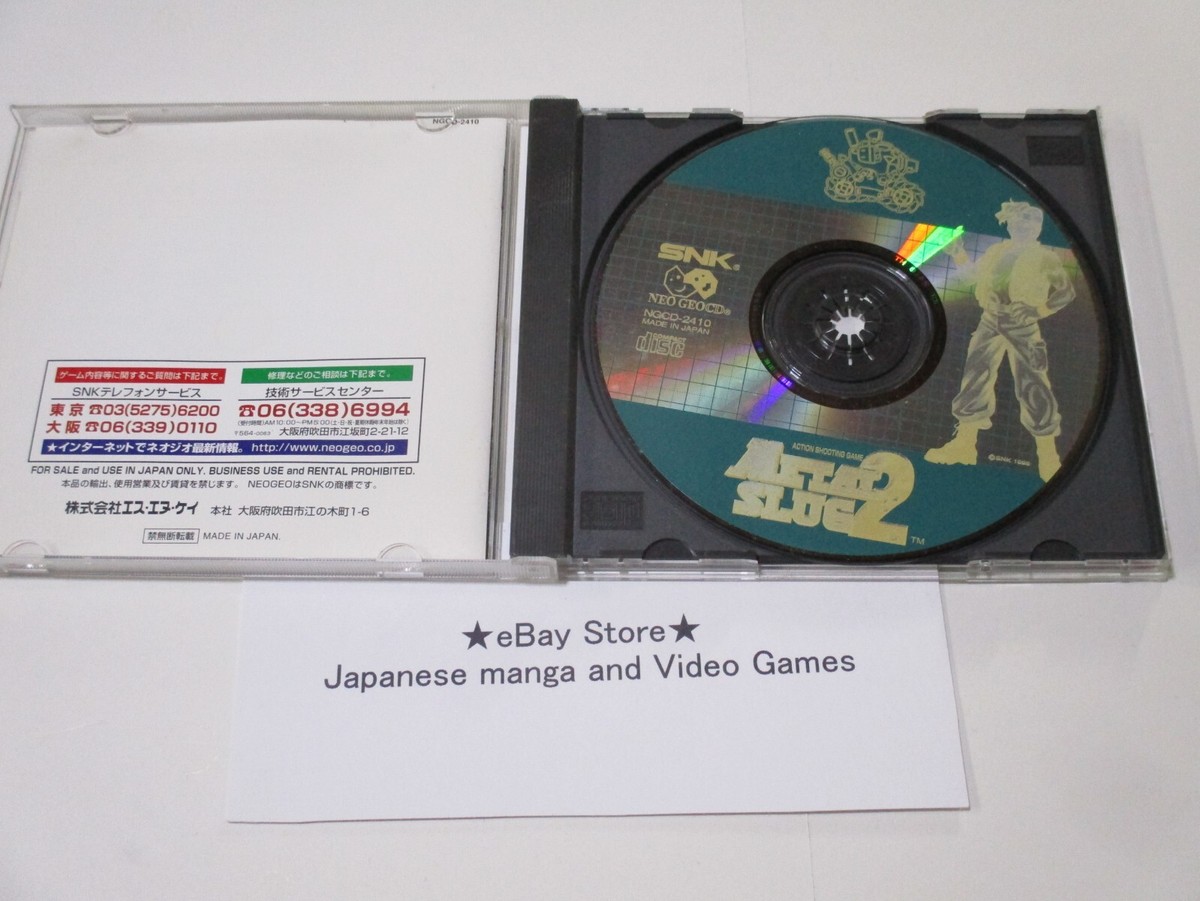 NGCD-2410
ゲーム内容等に関するご質問は下記まで。
SNKテレフォンサービス
東京☎03(5275)6200
大阪☎06(339)0110
修理などのご相談は下記まで。
技術サービスセンター
☎06(338)6994
〒564-0063 大阪府吹田市江坂町2-21-12
★インターネットでネオジオ最新情報。 http://www.neogeo.co.jp
FOR SALE and USE IN JAPAN ONLY. BUSINESS USE and RENTAL PROHIBITED.
本品の輸出、使用営業及び賃貸を禁じます。 NEOGEOはSNKの商標です。
株式会社エス・エヌ・ケイ 本社 大阪府吹田市江の木町1-6
禁無断転載 MADE IN JAPAN.
SNK®
NEO GEO CD®
NGCD-2410
MADE IN JAPAN
COMPACT
disc
ACTION SHOOTING GAME
METAL
SLUG 2
TM
©SNK 1998
★eBay Store★
Japanese manga and Video Games